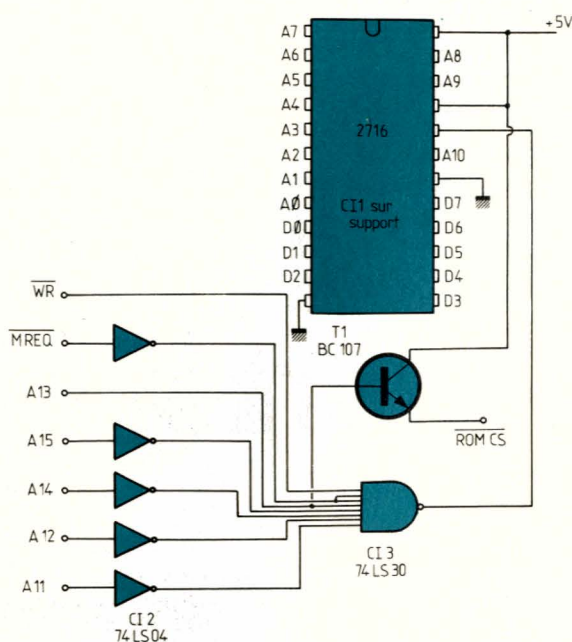 +5V
A7
A6
A5
A4
A3
A2
A1
AØ
DØ
D1
D2
2716
CI1 sur
support
A8
A9
A10
D7
D6
D5
D4
D3
WR
MREQ
A13
A15
A14
A12
A11
T1
BC 107
ROM CS
CI 2
74 LS 04
CI 3
74 LS 30